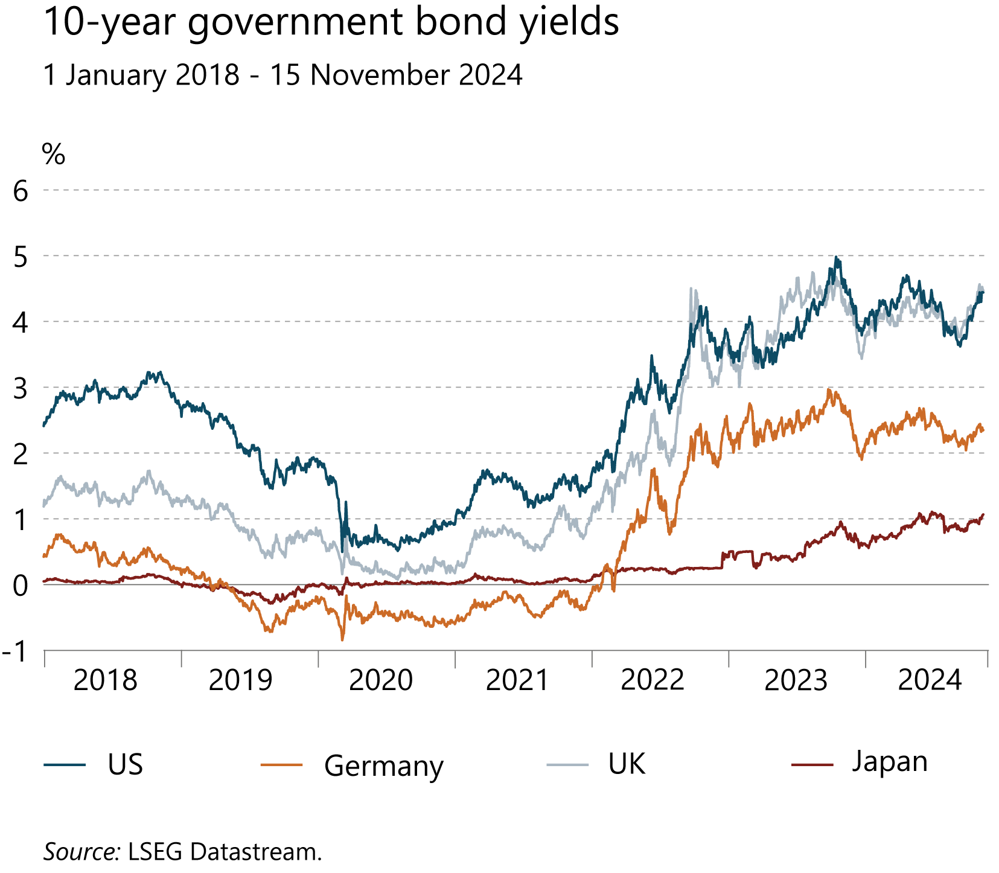 10-year government bond yields
1 January 2018 - 15 November 2024
%
6
5
4
3
2
1
0
-1
2018 2019 2020 2021 2022 2023 2024
US Germany UK Japan
Source: LSEG Datastream.